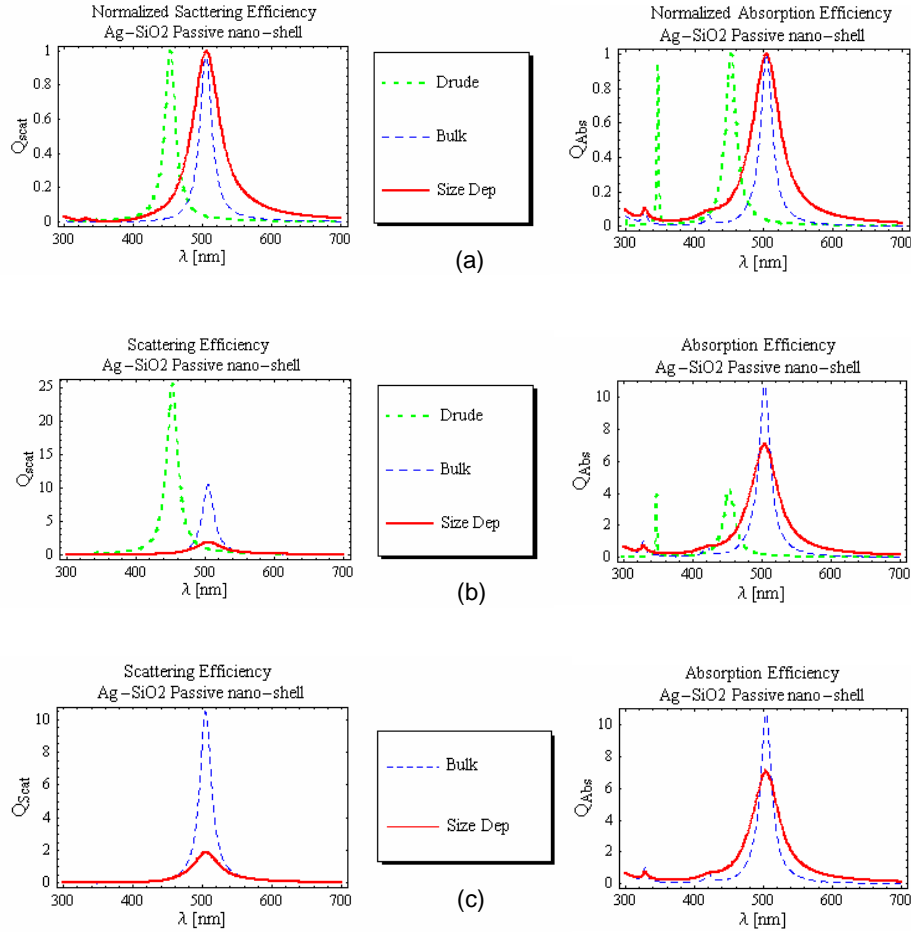 Normalized Sacttering Efficiency
Ag-SiO2 Passive nano-shell
1
0.8
0.6
0.4
0.2
0
Qscat
300 400 500 600 700
λ [nm]
Drude
Bulk
Size Dep
Normalized Absorption Efficiency
Ag-SiO2 Passive nano-shell
1
0.8
0.6
0.4
0.2
0
QAbs
300 400 500 600 700
λ [nm]
(a)
Scattering Efficiency
Ag-SiO2 Passive nano-shell
25
20
15
10
5
0
Qscat
300 400 500 600 700
λ [nm]
Drude
Bulk
Size Dep
Absorption Efficiency
Ag-SiO2 Passive nano-shell
10
8
6
4
2
0
QAbs
300 400 500 600 700
λ [nm]
(b)
Scattering Efficiency
Ag-SiO2 Passive nano-shell
10
8
6
4
2
0
QScat
300 400 500 600 700
λ [nm]
Bulk
Size Dep
Absorption Efficiency
Ag-SiO2 Passive nano-shell
10
8
6
4
2
0
QAbs
300 400 500 600 700
λ [nm]
(c)